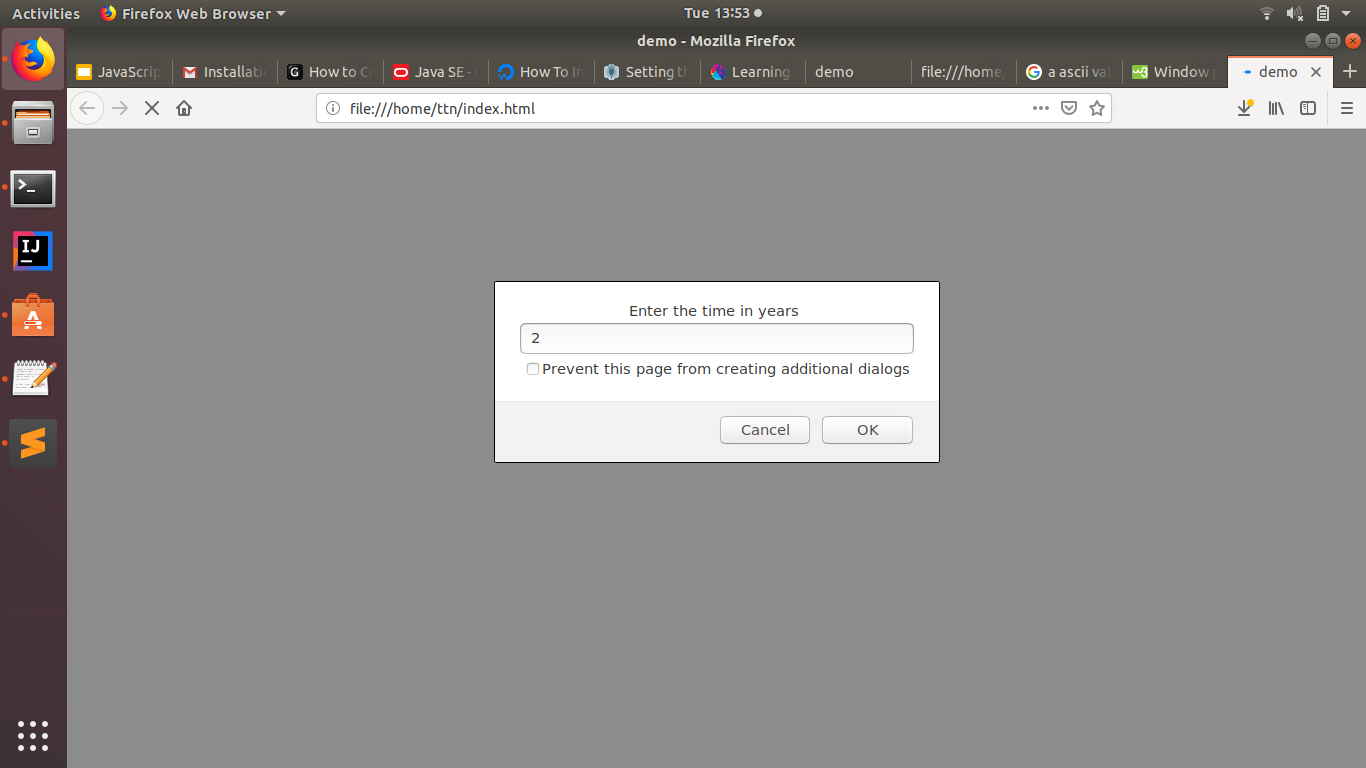 Activities Firefox Web Browser Tue 13:53
demo - Mozilla Firefox
JavaScrip Installati How to C Java SE - How To In Setting th Learning demo file:///home/ a ascii val Window demo
file:///home/ttn/index.html
Enter the time in years
2
Prevent this page from creating additional dialogs
Cancel OK